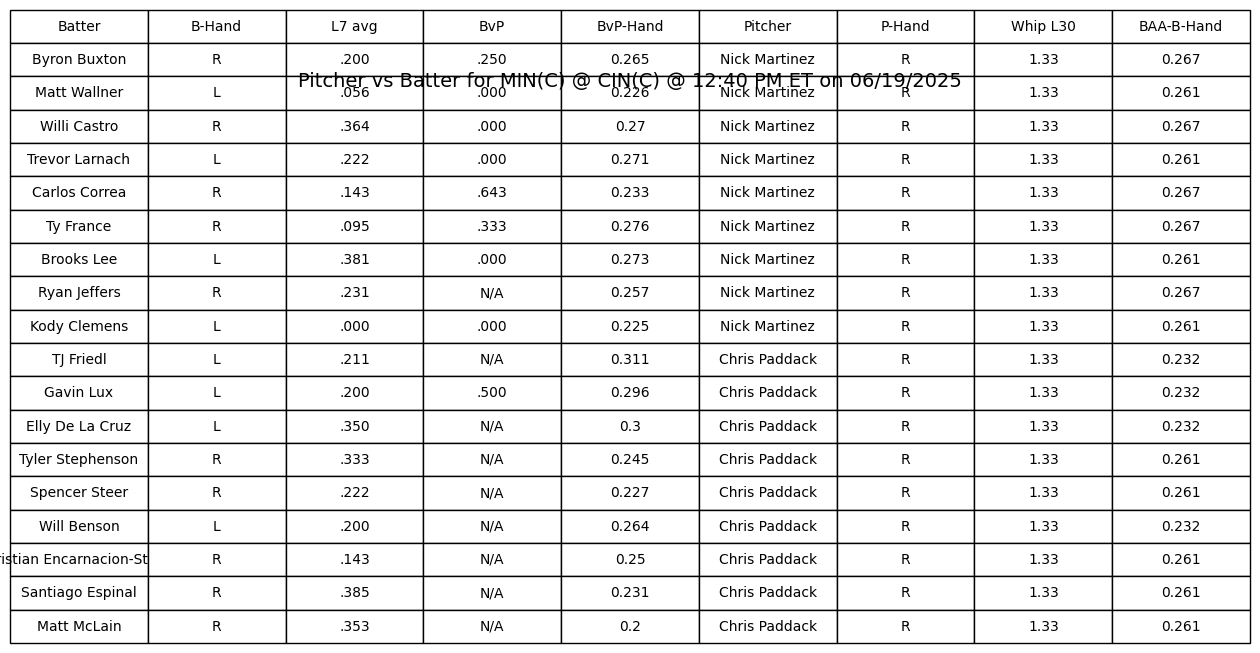 Batter B-Hand L7 avg BvP BvP-Hand Pitcher P-Hand Whip L30 BAA-B-Hand
Byron Buxton R .200 .250 0.265 Nick Martinez R 1.33 0.267
Pitcher vs Batter for MIN(C) @ CIN(C) @ 12:40 PM ET on 06/19/2025
Matt Wallner L .056 .000 0.226 Nick Martinez R 1.33 0.261
Willi Castro R .364 .000 0.27 Nick Martinez R 1.33 0.267
Trevor Larnach L .222 .000 0.271 Nick Martinez R 1.33 0.261
Carlos Correa R .143 .643 0.233 Nick Martinez R 1.33 0.267
Ty France R .095 .333 0.276 Nick Martinez R 1.33 0.267
Brooks Lee L .381 .000 0.273 Nick Martinez R 1.33 0.261
Ryan Jeffers R .231 N/A 0.257 Nick Martinez R 1.33 0.267
Kody Clemens L .000 .000 0.225 Nick Martinez R 1.33 0.261
TJ Friedl L .211 N/A 0.311 Chris Paddack R 1.33 0.232
Gavin Lux L .200 .500 0.296 Chris Paddack R 1.33 0.232
Elly De La Cruz L .350 N/A 0.3 Chris Paddack R 1.33 0.232
Tyler Stephenson R .333 N/A 0.245 Chris Paddack R 1.33 0.261
Spencer Steer R .222 N/A 0.227 Chris Paddack R 1.33 0.261
Will Benson L .200 N/A 0.264 Chris Paddack R 1.33 0.232
istian Encarnacion-St R .143 N/A 0.25 Chris Paddack R 1.33 0.261
Santiago Espinal R .385 N/A 0.231 Chris Paddack R 1.33 0.261
Matt McLain R .353 N/A 0.2 Chris Paddack R 1.33 0.261